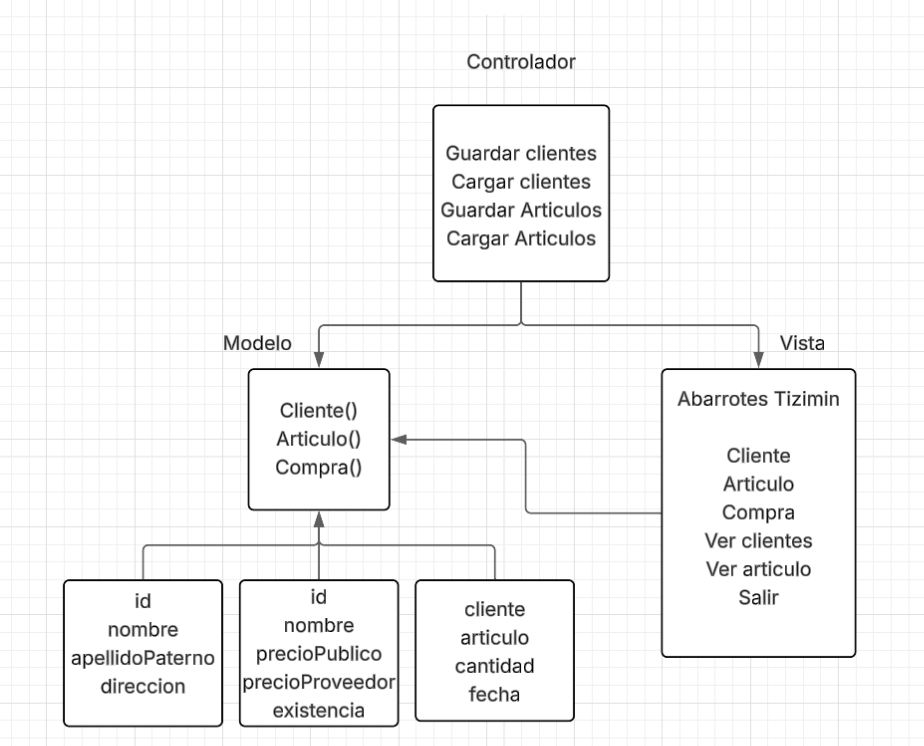 Controlador
Guardar clientes
Cargar clientes
Guardar Articulos
Cargar Articulos
Modelo
Vista
Cliente()
Articulo()
Compra()
Abarrotes Tizimin
Cliente
Articulo
Compra
Ver clientes
Ver articulo
Salir
id
nombre
apellidoPaterno
direccion
id
nombre
precioPublico
precioProveedor
existencia
cliente
articulo
cantidad
fecha